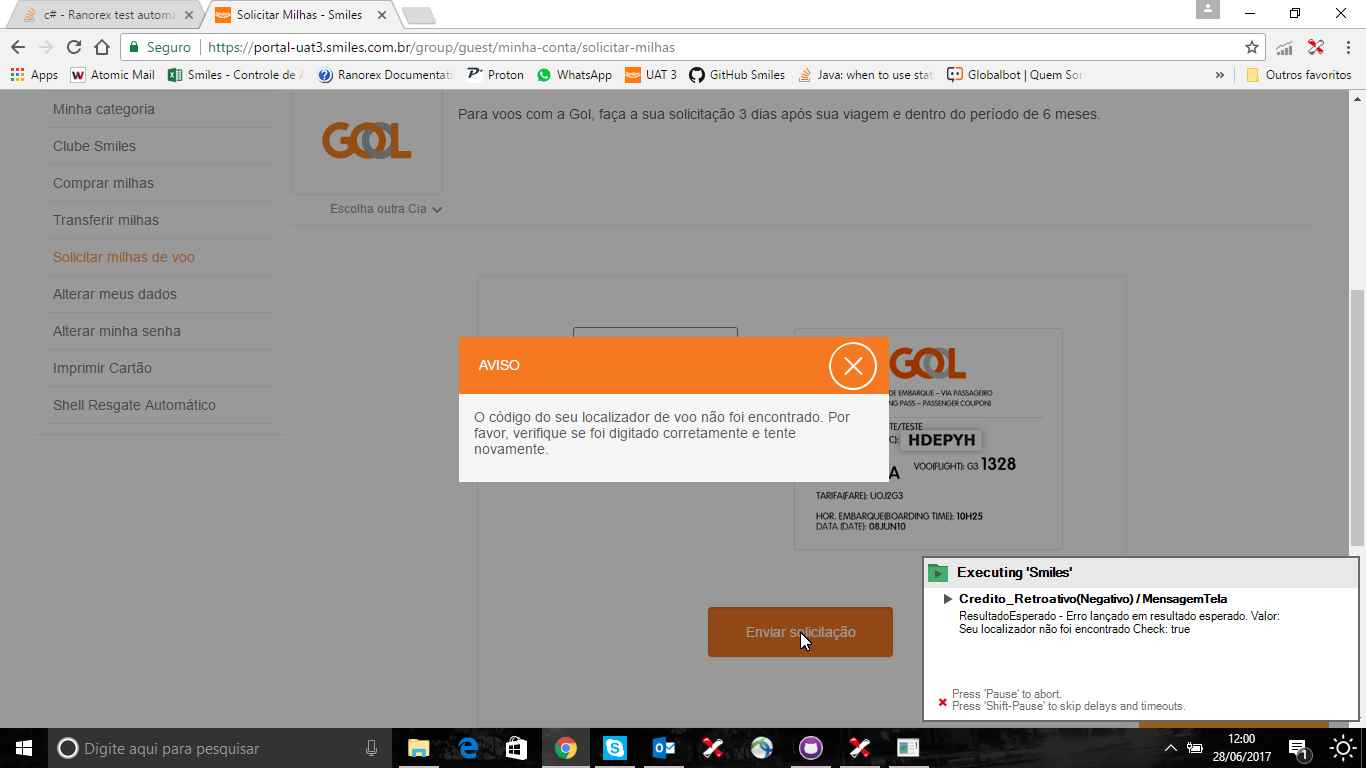 c# - Ranorex test automa
Solicitar Milhas - Smiles
Seguro
https://portal-uat3.smiles.com.br/group/guest/minha-conta/solicitar-milhas
Apps
Atomic Mail
Smiles - Controle de
Ranorex Documentat
Proton
WhatsApp
UAT 3
GitHub Smiles
Java: when to use stat
Globalbot | Quem So
»
Outros favoritos
Minha categoria
Clube Smiles
Comprar milhas
Transferir milhas
Solicitar milhas de voo
Alterar meus dados
Alterar minha senha
Imprimir Cartão
Shell Resgate Automático
GOL
Escolha outra Cia
Para voos com a Gol, faça a sua solicitação 3 dias após sua viagem e dentro do período de 6 meses.
AVISO
O código do seu localizador de voo não foi encontrado. Por
favor, verifique se foi digitado corretamente e tente
novamente.
GOL
DE EMBARQUE – VIA PASSAGEIRO
NG PASS – PASSENGER COUPON)
TE/TESTE
C): HDEPYH
A VOO(FLIGHT): G3 1328
TARIFA(FARE): UOJ2G3
HOR. EMBARQUE(BOARDING TIME): 10H25
DATA (DATE): 08JUN10
Enviar solicitação
Executing 'Smiles'
Credito_Retroativo(Negativo) / MensagemTela
ResultadoEsperado - Erro lançado em resultado esperado. Valor:
Seu localizador não foi encontrado Check: true
Press 'Pause' to abort.
Press 'Shift-Pause' to skip delays and timeouts.
Digite aqui para pesquisar
12:00
28/06/2017
1